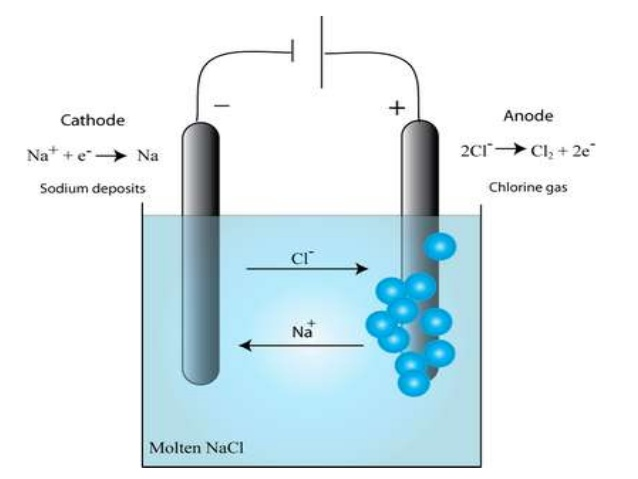 −
+
Cathode
Na⁺ + e⁻ → Na
Sodium deposits
Anode
2Cl⁻ → Cl₂ + 2e⁻
Chlorine gas
Cl⁻
Na⁺
Molten NaCl